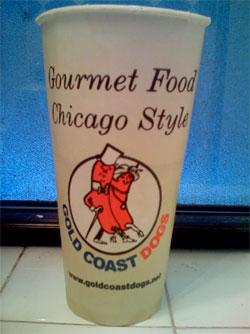 Gourmet Food
Chicago Style
GOLD COAST DOGS
www.goldcoastdogs.net